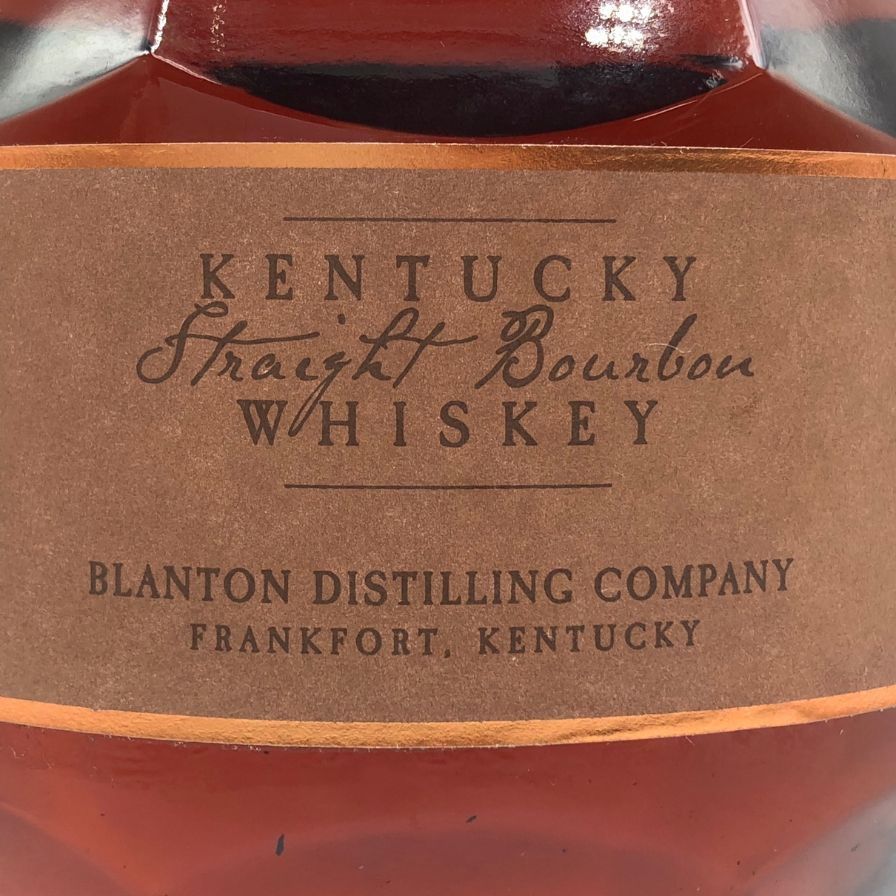 KENTUCKY
Straight Bourbon
WHISKEY
BLANTON DISTILLING COMPANY
FRANKFORT, KENTUCKY